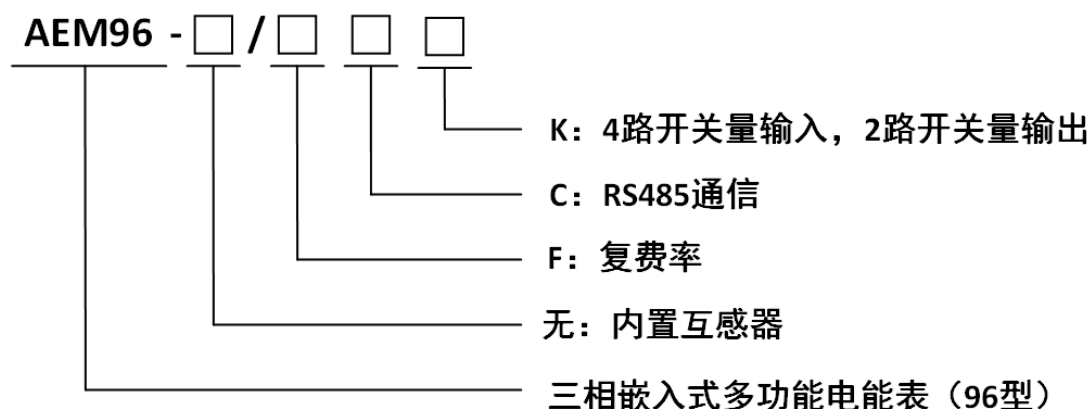 AEM96 - □ / □ □ □
K：4路开关量输入，2路开关量输出
C：RS485通信
F：复费率
无：内置互感器
三相嵌入式多功能电能表（96型）